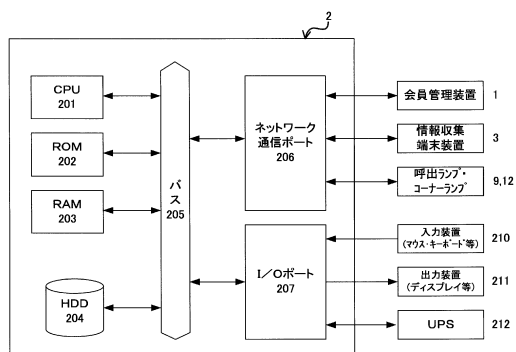 2
CPU
201
ROM
202
RAM
203
HDD
204
バス
205
ネットワーク
通信ポート
206
I/Oポート
207
会員管理装置
1
情報収集
端末装置
3
呼出ランプ・
コーナーランプ
9,12
入力装置
(マウス・キーボード等)
210
出力装置
(ディスプレイ等)
211
UPS
212